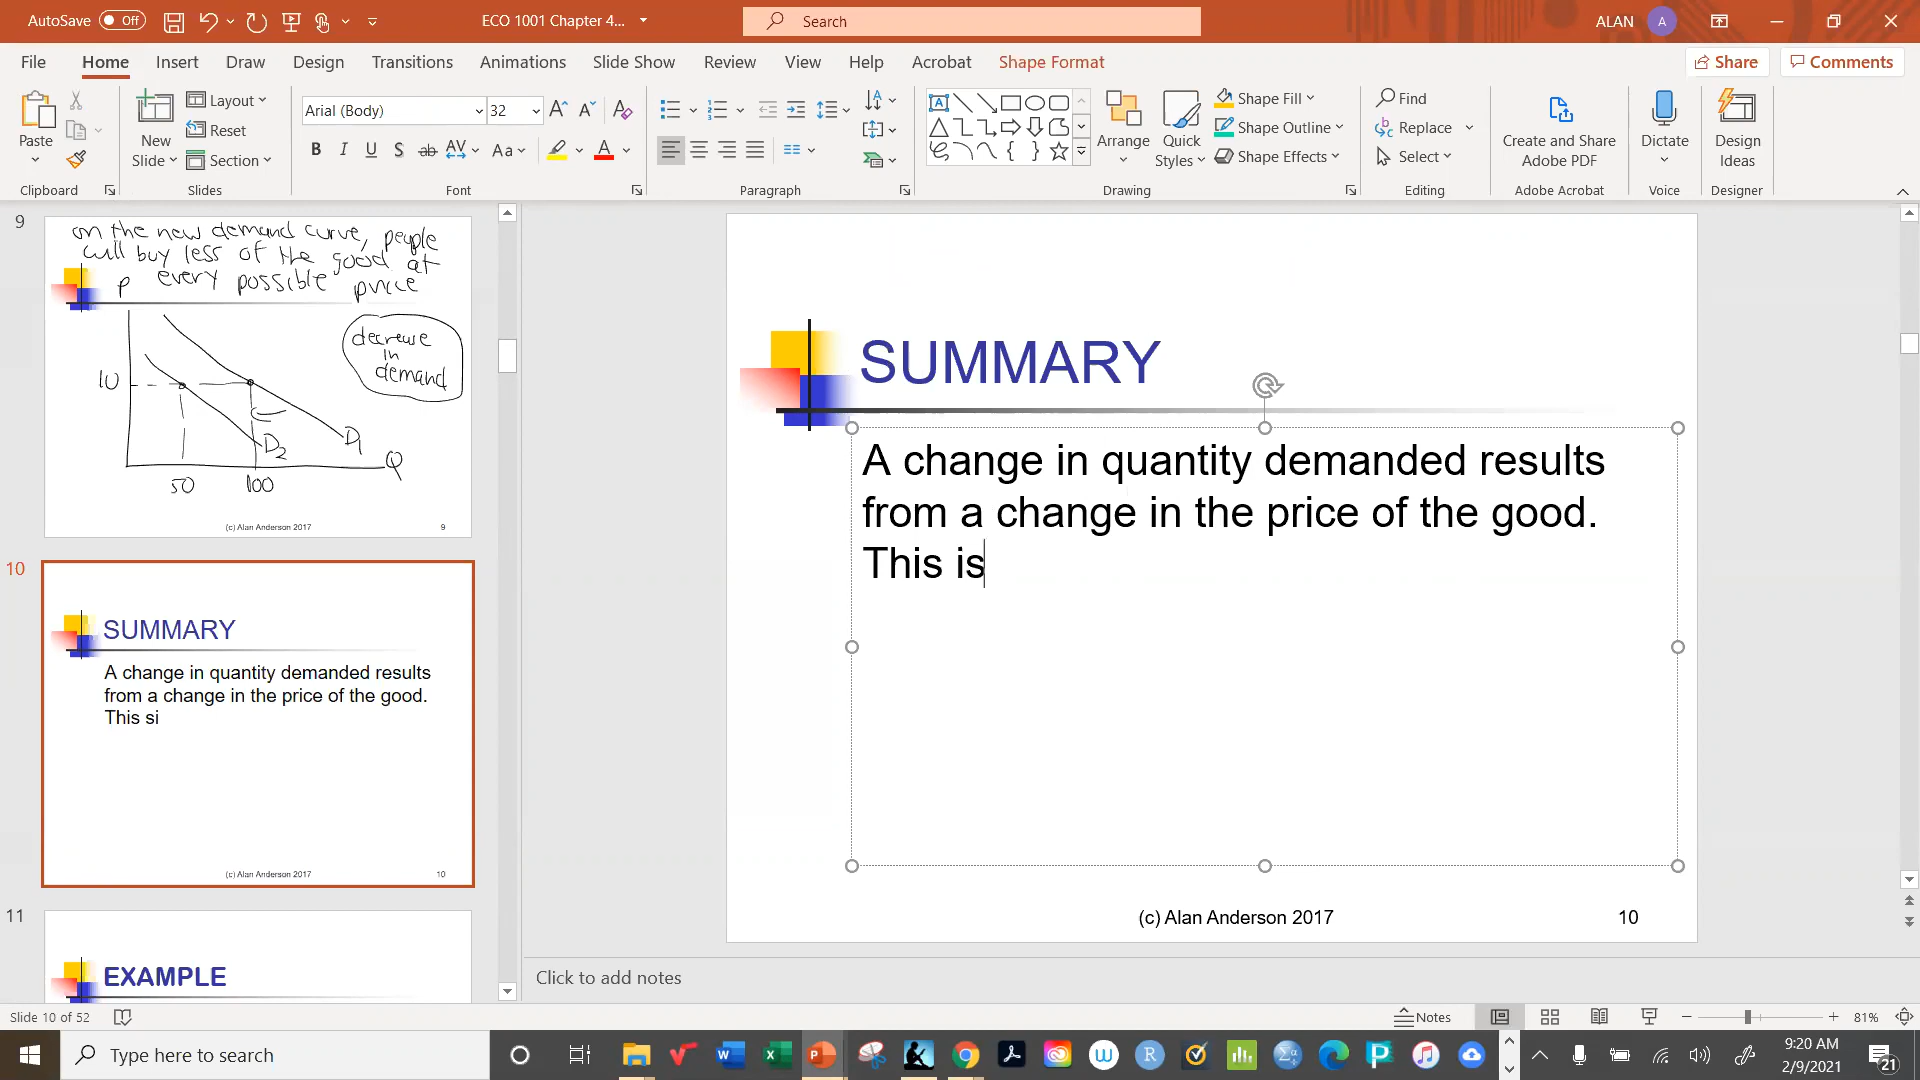 AutoSave Off ECO 1001 Chapter 4... Search ALAN A
File Home Insert Draw Design Transitions Animations Slide Show Review View Help Acrobat Shape Format Share Comments
Paste
Clipboard
New
Slide
Layout
Reset
Section
Slides
Arial (Body) 32
B I U S ab AV Aa A
Font
Paragraph
Arrange
Quick
Styles
Shape Fill
Shape Outline
Shape Effects
Drawing
Find
Replace
Select
Editing
Create and Share
Adobe PDF
Adobe Acrobat
Dictate
Voice
Design
Ideas
Designer
9
on the new demand curve, people
will buy less of the good at
P every possible price
decrease
in
demand
10
D1
D2
Q
50 100
(c) Alan Anderson 2017 9
10
SUMMARY
A change in quantity demanded results
from a change in the price of the good.
This si
(c) Alan Anderson 2017 10
11
EXAMPLE
SUMMARY
A change in quantity demanded results
from a change in the price of the good.
This is
(c) Alan Anderson 2017 10
Click to add notes
Slide 10 of 52 Notes 81%
Type here to search
9:20 AM
2/9/2021
21